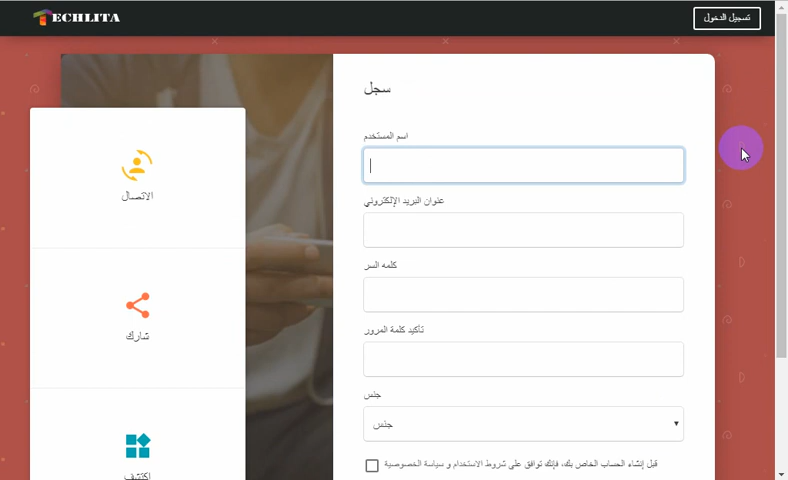 TECHLITA
تسجيل الدخول
سجل
اسم المستخدم
عنوان البريد الإلكتروني
كلمه السر
تأكيد كلمة المرور
جنس
جنس
قبل إنشاء الحساب الخاص بك، فإنك توافق على شروط الاستخدام و سياسة الخصوصية
الاتصال
شارك
اكتشف